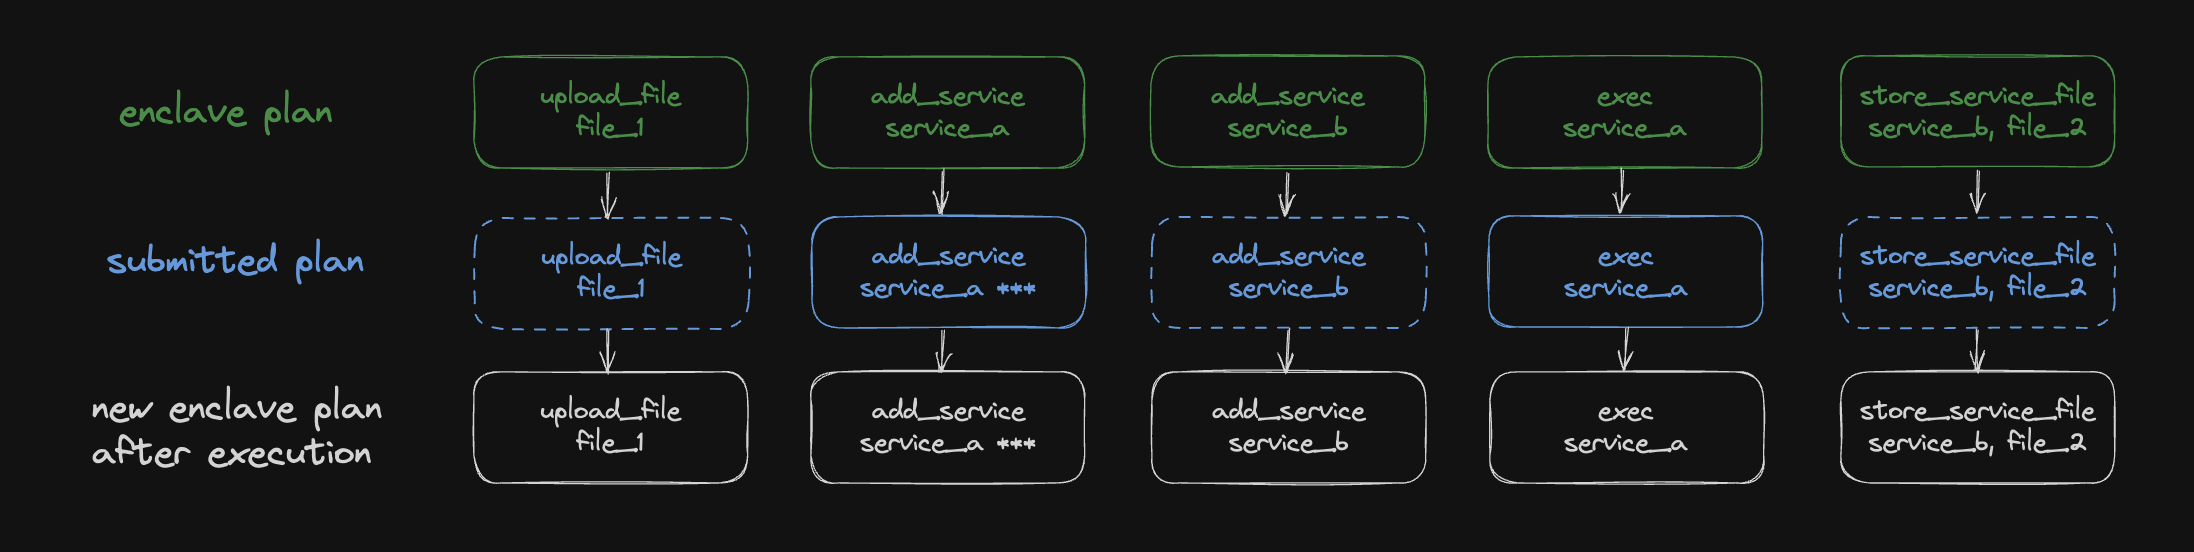 enclave plan
upload_file
file_1
add_service
service_a
add_service
service_b
exec
service_a
store_service_file
service_b, file_2
submitted plan
upload_file
file_1
add_service
service_a ***
add_service
service_b
exec
service_a
store_service_file
service_b, file_2
new enclave plan
after execution
upload_file
file_1
add_service
service_a ***
add_service
service_b
exec
service_a
store_service_file
service_b, file_2